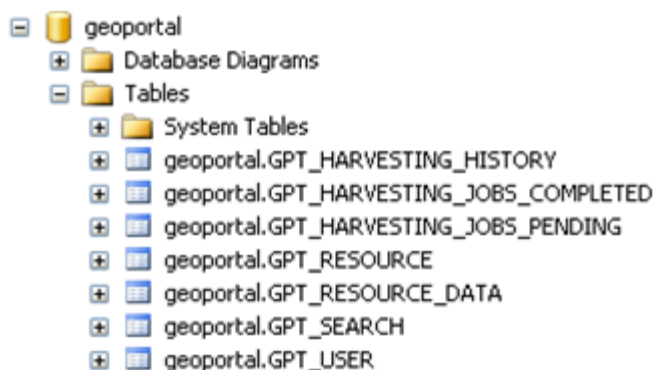 geoportal
Database Diagrams
Tables
System Tables
geoportal.GPT_HARVESTING_HISTORY
geoportal.GPT_HARVESTING_JOBS_COMPLETED
geoportal.GPT_HARVESTING_JOBS_PENDING
geoportal.GPT_RESOURCE
geoportal.GPT_RESOURCE_DATA
geoportal.GPT_SEARCH
geoportal.GPT_USER